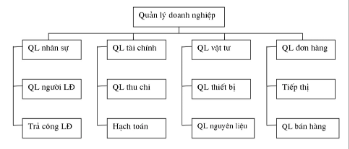 Quản lý doanh nghiệp
QL nhân sự
QL tài chính
QL vật tư
QL đơn hàng
QL người LĐ
QL thu chi
QL thiết bị
Tiếp thị
Trả công LĐ
Hạch toán
QL nguyên liệu
QL bán hàng